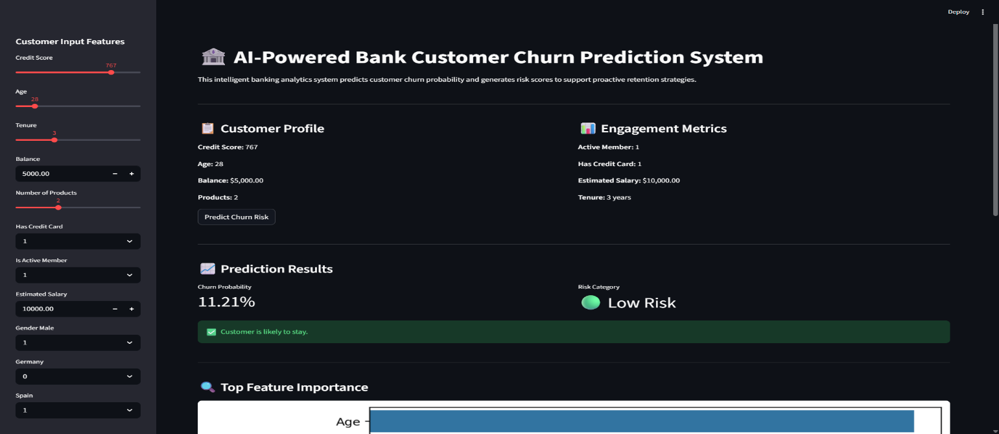 Deploy
Customer Input Features
Credit Score
767
Age
28
Tenure
3
Balance
5000.00
Number of Products
2
Has Credit Card
1
Is Active Member
1
Estimated Salary
10000.00
Gender Male
1
Germany
0
Spain
1
AI-Powered Bank Customer Churn Prediction System
This intelligent banking analytics system predicts customer churn probability and generates risk scores to support proactive retention strategies.
Customer Profile
Credit Score: 767
Age: 28
Balance: $5,000.00
Products: 2
Predict Churn Risk
Engagement Metrics
Active Member: 1
Has Credit Card: 1
Estimated Salary: $10,000.00
Tenure: 3 years
Prediction Results
Churn Probability
11.21%
Risk Category
Low Risk
Customer is likely to stay.
Top Feature Importance
Age